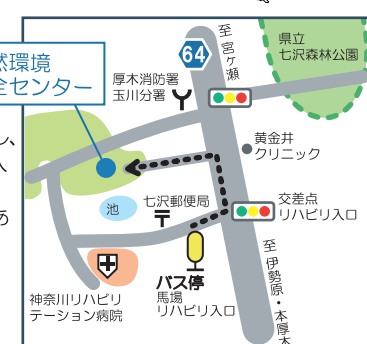 至
宮ヶ瀬
県立
七沢森林公園
64
然環境
全センター
厚木消防署
玉川分署
黄金井
クリニック
池
七沢郵便局
交差点
リハビリ入口
バス停
馬場
リハビリ入口
神奈川リハビリ
テーション病院
至
伊勢原・本厚木
し、
人
あ